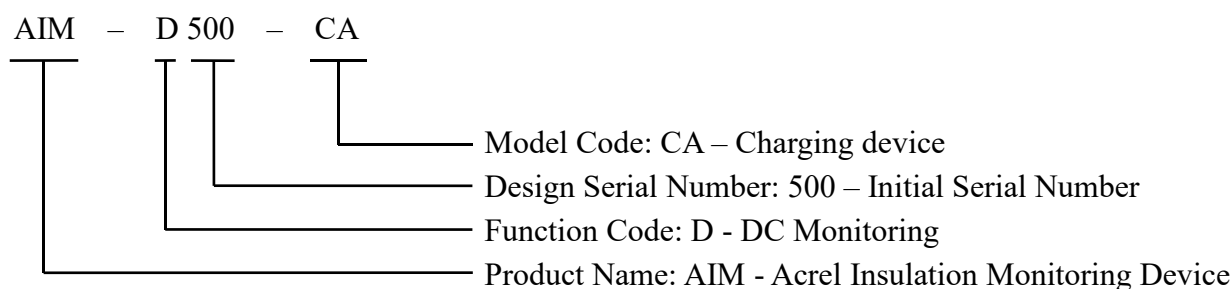 AIM – D 500 – CA
Model Code: CA – Charging device
Design Serial Number: 500 – Initial Serial Number
Function Code: D - DC Monitoring
Product Name: AIM - Acrel Insulation Monitoring Device